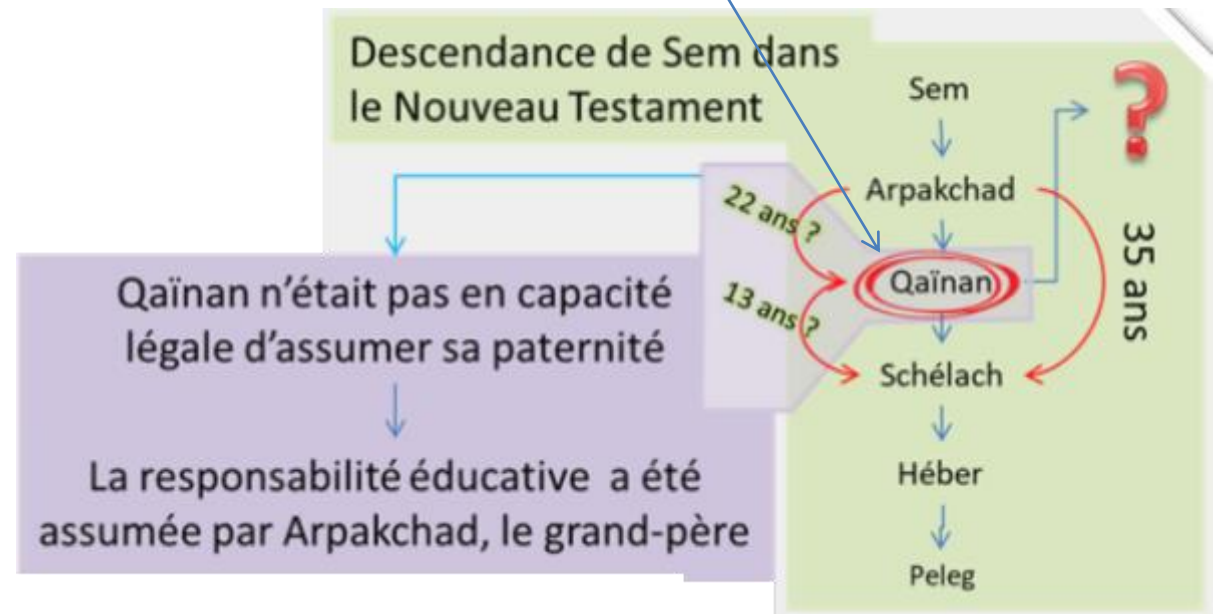 Descendance de Sem dans
le Nouveau Testament
Sem
?
Arpakchad
22 ans ?
35 ans
Qaïnan
13 ans ?
Schélach
Héber
Peleg
Qaïnan n'était pas en capacité
légale d'assumer sa paternité
La responsabilité éducative a été
assumée par Arpakchad, le grand-père